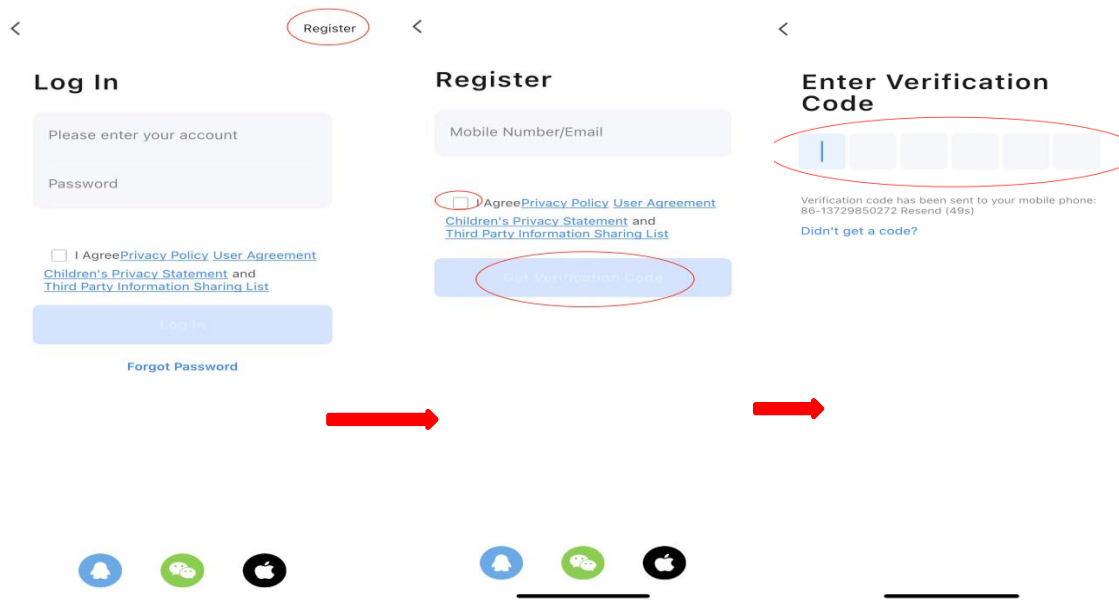 Register
Log In
Please enter your account
Password
I AgreePrivacy Policy User Agreement
Children's Privacy Statement and
Third Party Information Sharing List
Log In
Forgot Password
Register
Mobile Number/Email
I AgreePrivacy Policy User Agreement
Children's Privacy Statement and
Third Party Information Sharing List
Get Verification Code
Enter Verification
Code
Verification code has been sent to your mobile phone:
86-13729850272 Resend (49s)
Didn't get a code?